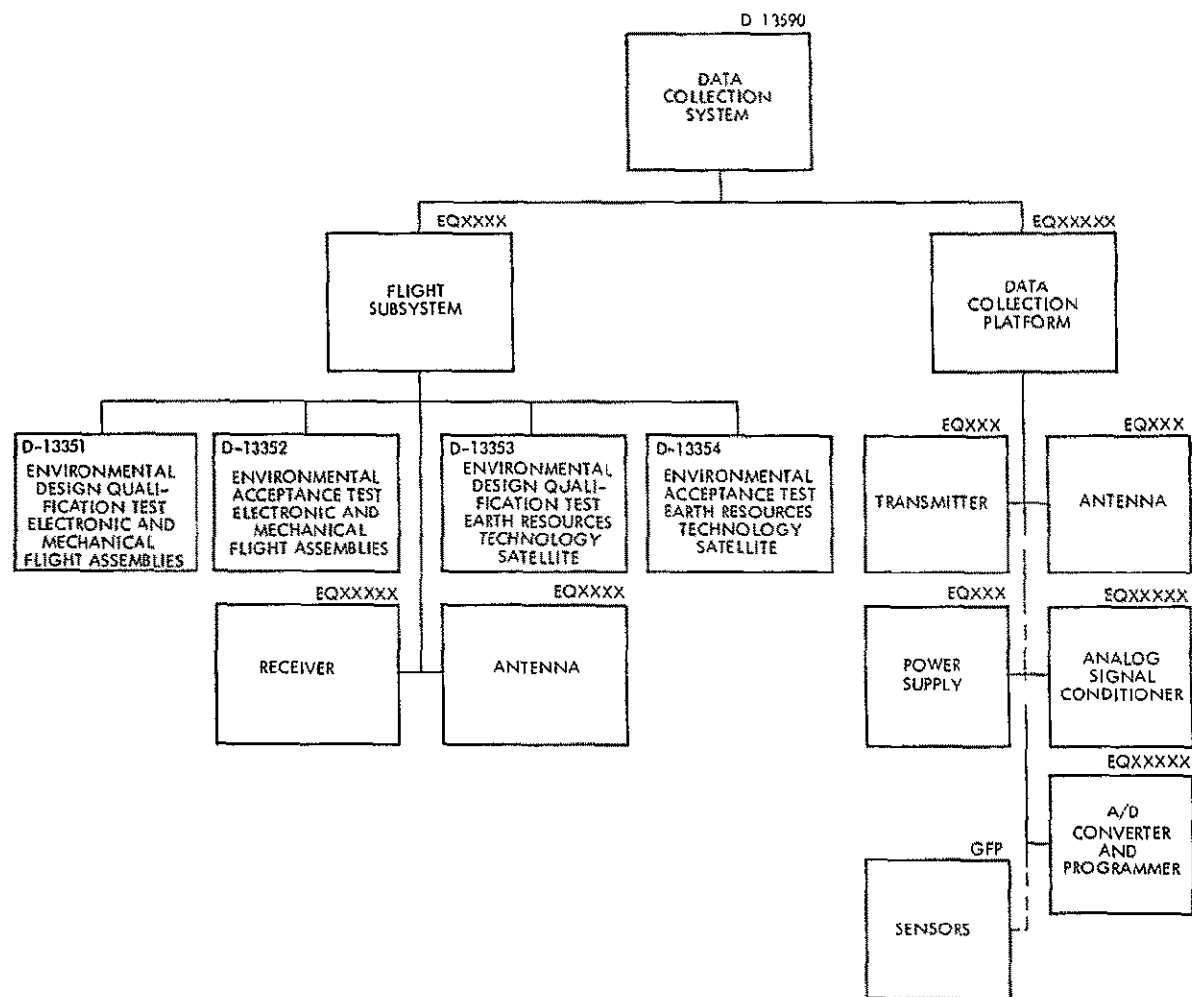 D 13590
DATA
COLLECTION
SYSTEM
EQXXXX
FLIGHT
SUBSYSTEM
EQXXXXX
DATA
COLLECTION
PLATFORM
D-13351
ENVIRONMENTAL
DESIGN QUALI-
FICATION TEST
ELECTRONIC AND
MECHANICAL
FLIGHT ASSEMBLIES
D-13352
ENVIRONMENTAL
ACCEPTANCE TEST
ELECTRONIC AND
MECHANICAL
FLIGHT ASSEMBLIES
D-13353
ENVIRONMENTAL
DESIGN QUALI-
FICATION TEST
EARTH RESOURCES
TECHNOLOGY
SATELLITE
D-13354
ENVIRONMENTAL
ACCEPTANCE TEST
EARTH RESOURCES
TECHNOLOGY
SATELLITE
EQXXX
TRANSMITTER
EQXXX
ANTENNA
EQXXXXX
RECEIVER
EQXXXX
ANTENNA
EQXXX
POWER
SUPPLY
EQXXXXX
ANALOG
SIGNAL
CONDITIONER
EQXXXXX
A/D
CONVERTER
AND
PROGRAMMER
GFP
SENSORS